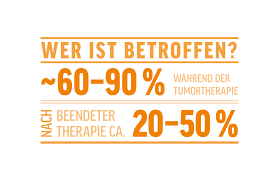 WER IST BETROFFEN?
~60–90 % WÄHREND DER
TUMORTHERAPIE
NACH BEENDETER
THERAPIE CA. 20–50 %